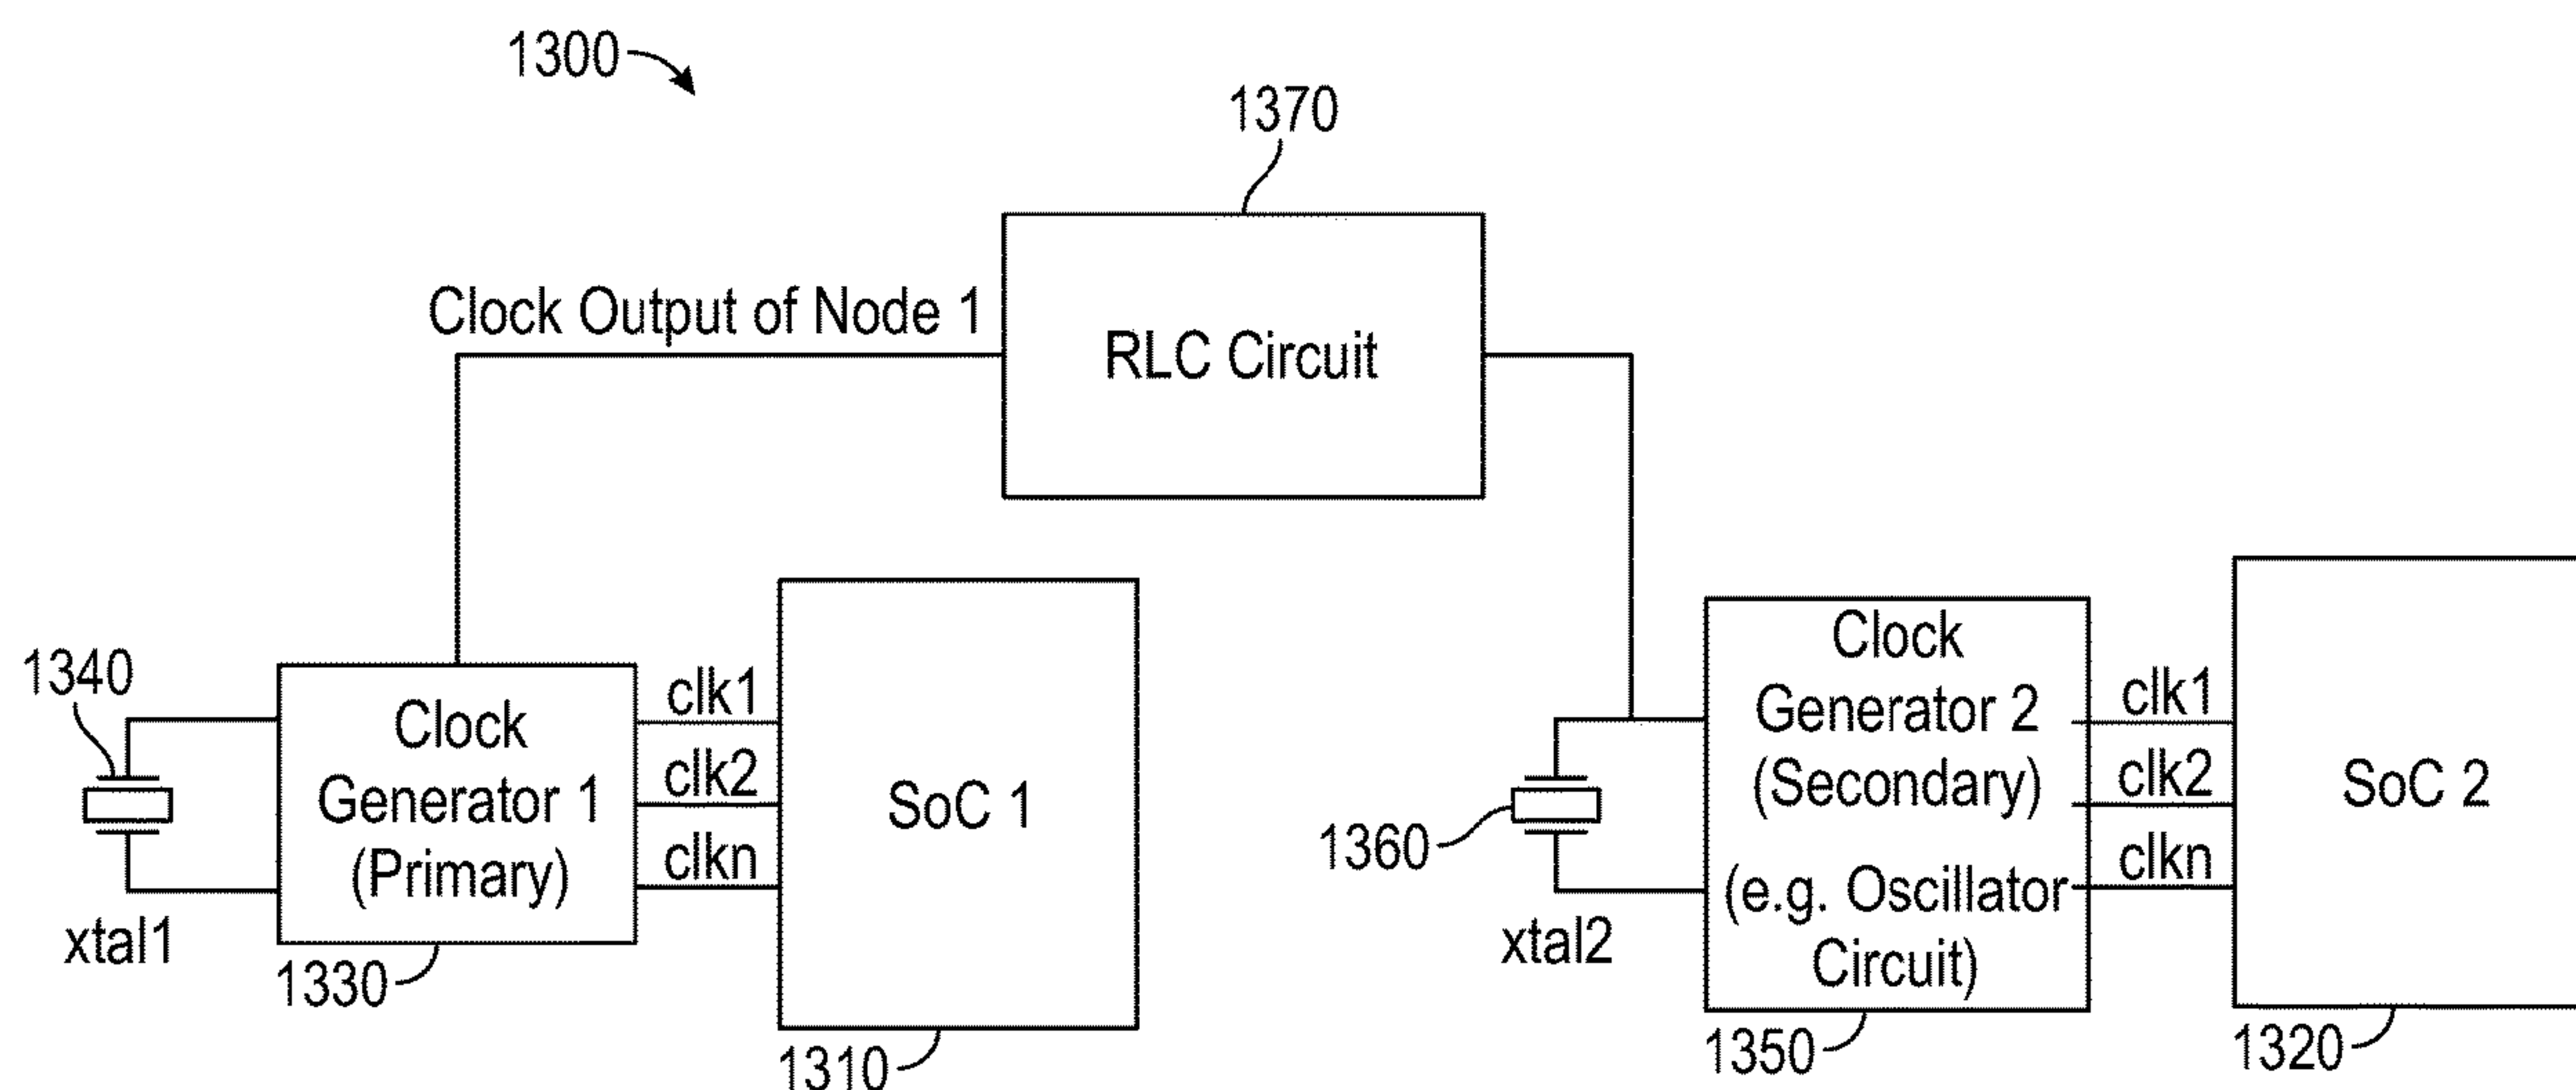 1300
1370
Clock Output of Node 1
RLC Circuit
1340
xtal1
Clock
Generator 1
(Primary)
1330
clk1
clk2
clkn
SoC 1
1310
1360
xtal2
Clock
Generator 2
(Secondary)
(e.g. Oscillator
Circuit)
1350
clk1
clk2
clkn
SoC 2
1320